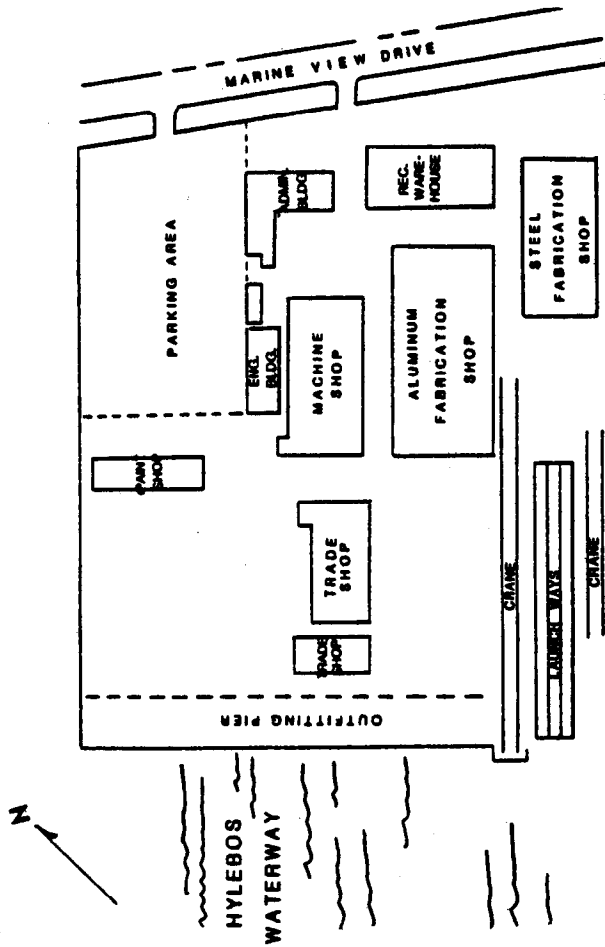 MARINE VIEW DRIVE
PARKING AREA
ADMIN.
BLDG
REC.
WARE-
HOUSE
STEEL
FABRICATION
SHOP
ENG.
BLDG.
MACHINE
SHOP
ALUMINUM
FABRICATION
SHOP
PAINT
SHOP
TRADE
SHOP
TRADE
SHOP
CRANE
LAUNCH WAYS
CRANE
OUTFITTING PIER
N
HYLEBOS
WATERWAY